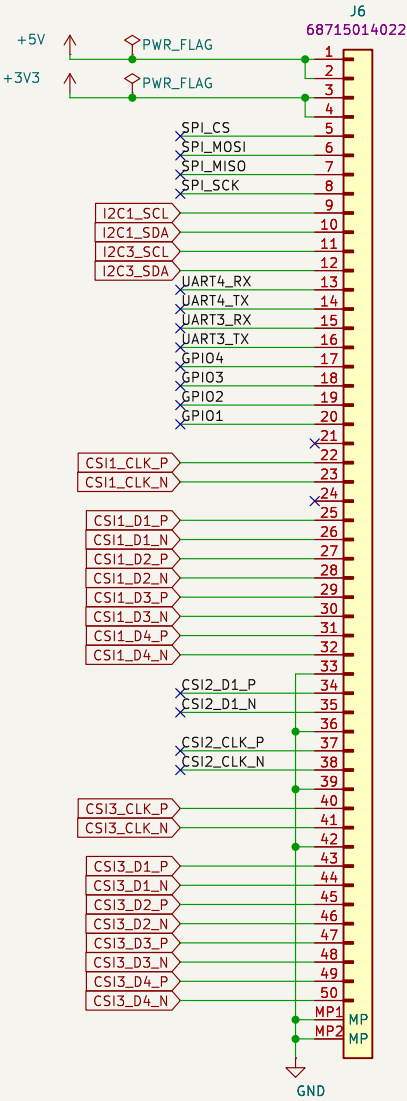 J6
68715014022
+5V PWR_FLAG 1
2
+3V3 PWR_FLAG 3
4
SPI_CS 5
SPI_MOSI 6
SPI_MISO 7
SPI_SCK 8
I2C1_SCL 9
I2C1_SDA 10
I2C3_SCL 11
I2C3_SDA 12
UART4_RX 13
UART4_TX 14
UART3_RX 15
UART3_TX 16
GPIO4 17
GPIO3 18
GPIO2 19
GPIO1 20
21
CSI1_CLK_P 22
CSI1_CLK_N 23
24
CSI1_D1_P 25
CSI1_D1_N 26
CSI1_D2_P 27
CSI1_D2_N 28
CSI1_D3_P 29
CSI1_D3_N 30
CSI1_D4_P 31
CSI1_D4_N 32
33
CSI2_D1_P 34
CSI2_D1_N 35
36
CSI2_CLK_P 37
CSI2_CLK_N 38
39
CSI3_CLK_P 40
CSI3_CLK_N 41
42
CSI3_D1_P 43
CSI3_D1_N 44
CSI3_D2_P 45
CSI3_D2_N 46
CSI3_D3_P 47
CSI3_D3_N 48
CSI3_D4_P 49
CSI3_D4_N 50
MP1 MP
MP2 MP
GND